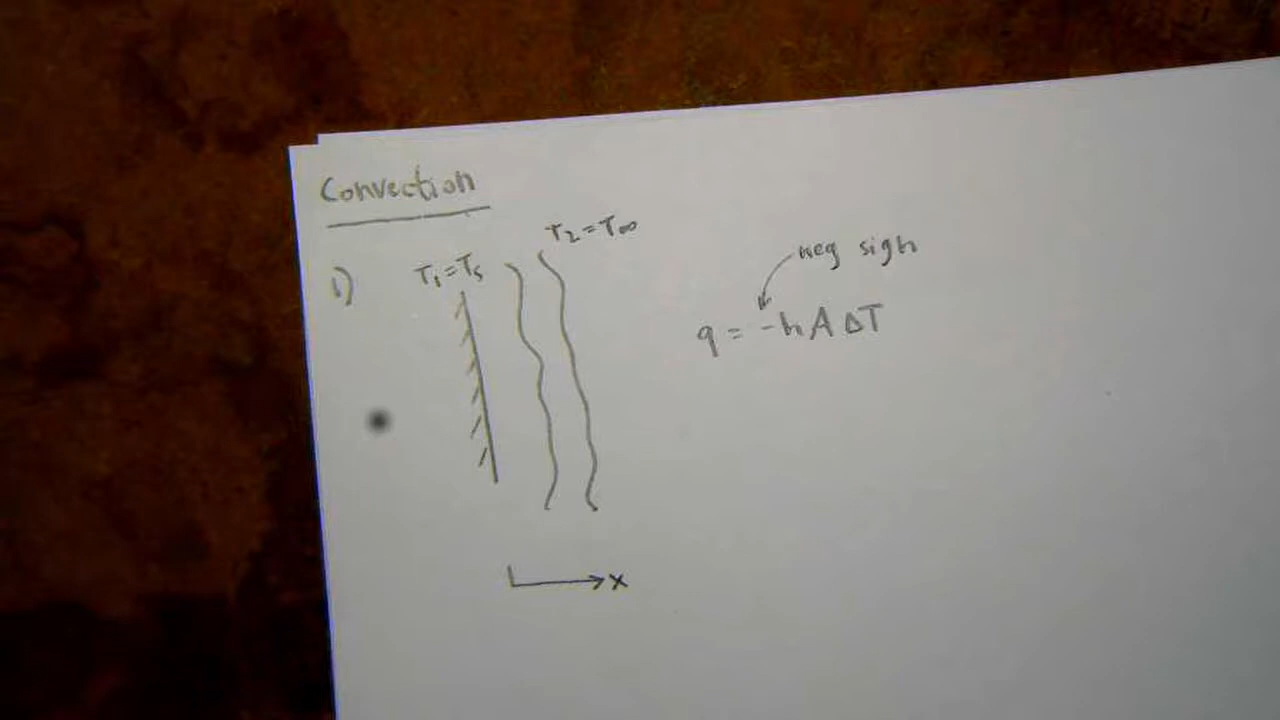 Convection
1)
T₁=Tₛ
T₂=T∞
neg sign
q = -hAΔT
x